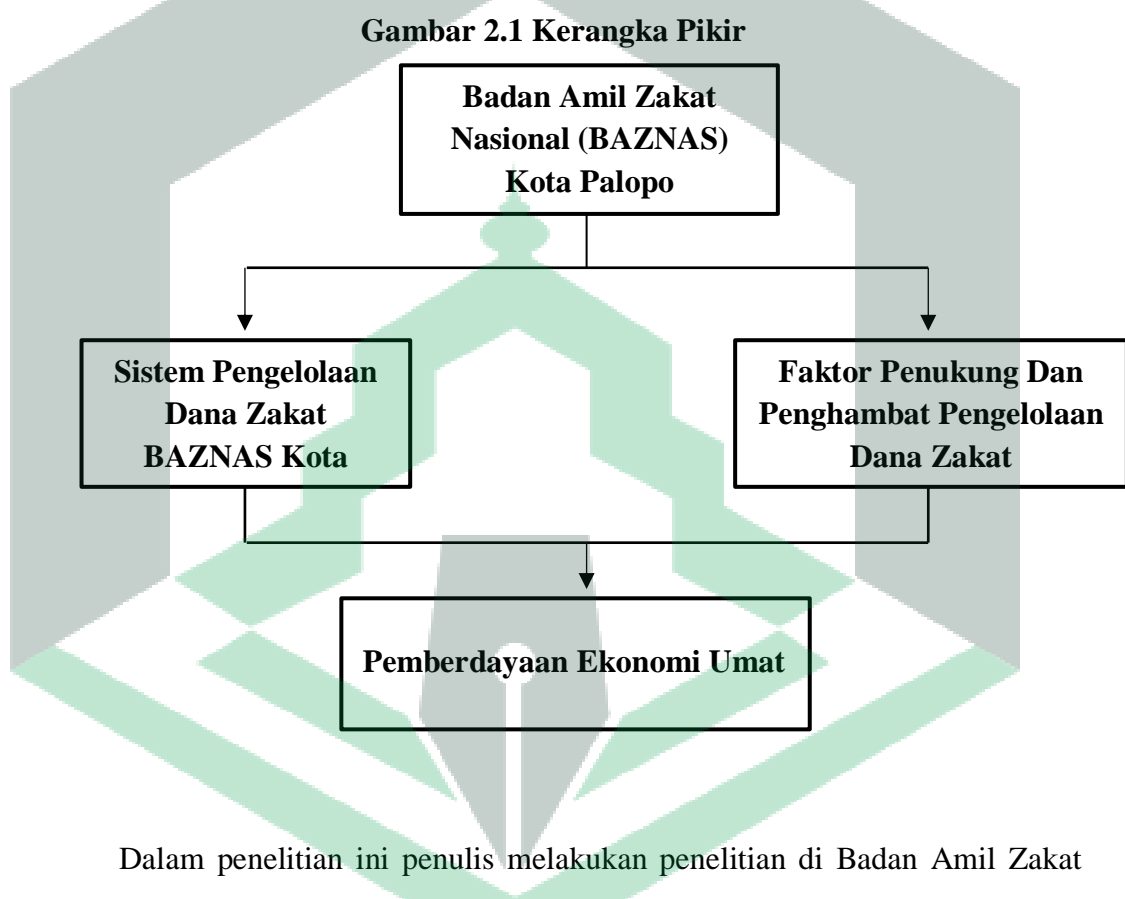 Gambar 2.1 Kerangka Pikir
Badan Amil Zakat
Nasional (BAZNAS)
Kota Palopo
Sistem Pengelolaan
Dana Zakat
BAZNAS Kota
Faktor Penukung Dan
Penghambat Pengelolaan
Dana Zakat
Pemberdayaan Ekonomi Umat
Dalam penelitian ini penulis melakukan penelitian di Badan Amil Zakat